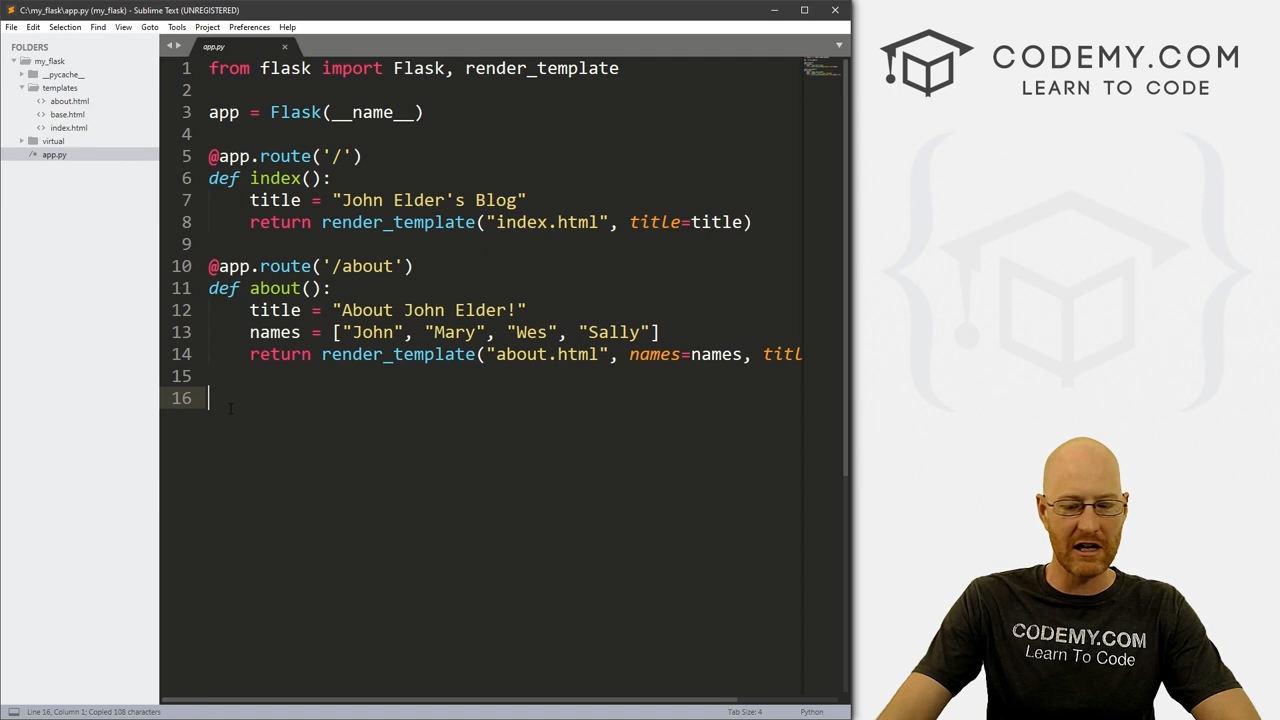 C:\my_flask\app.py (my_flask) - Sublime Text (UNREGISTERED)
File Edit Selection Find View Goto Tools Project Preferences Help
FOLDERS
my_flask
__pycache__
templates
about.html
base.html
index.html
virtual
app.py
app.py
1 from flask import Flask, render_template
2
3 app = Flask(__name__)
4
5 @app.route('/')
6 def index():
7 title = "John Elder's Blog"
8 return render_template("index.html", title=title)
9
10 @app.route('/about')
11 def about():
12 title = "About John Elder!"
13 names = ["John", "Mary", "Wes", "Sally"]
14 return render_template("about.html", names=names, titl
15
16
Line 16, Column 1; Copied 108 characters
Tab Size: 4
Python
CODEMY.COM
LEARN TO CODE
CODEMY.COM
Learn To Code